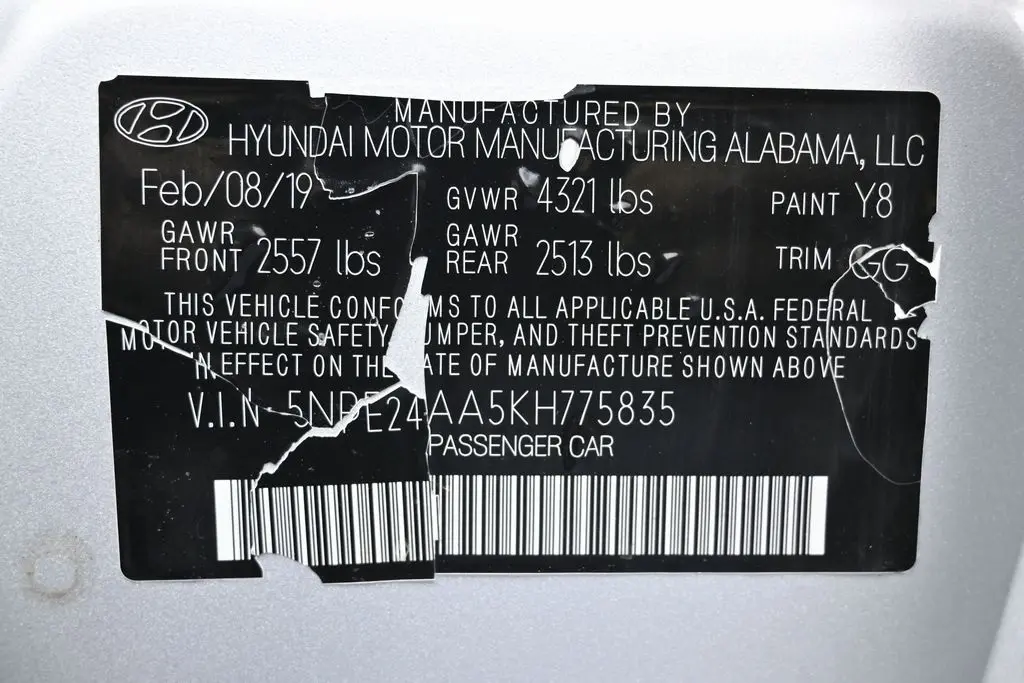 MANUFACTURED BY
HYUNDAI MOTOR MANUFACTURING ALABAMA, LLC
Feb/08/19 GVWR 4321 lbs PAINT Y8
GAWR FRONT 2557 lbs GAWR REAR 2513 lbs TRIM GG
THIS VEHICLE CONFORMS TO ALL APPLICABLE U.S.A. FEDERAL
MOTOR VEHICLE SAFETY, BUMPER, AND THEFT PREVENTION STANDARDS
IN EFFECT ON THE DATE OF MANUFACTURE SHOWN ABOVE
V.I.N 5NPE24AA5KH775835
PASSENGER CAR